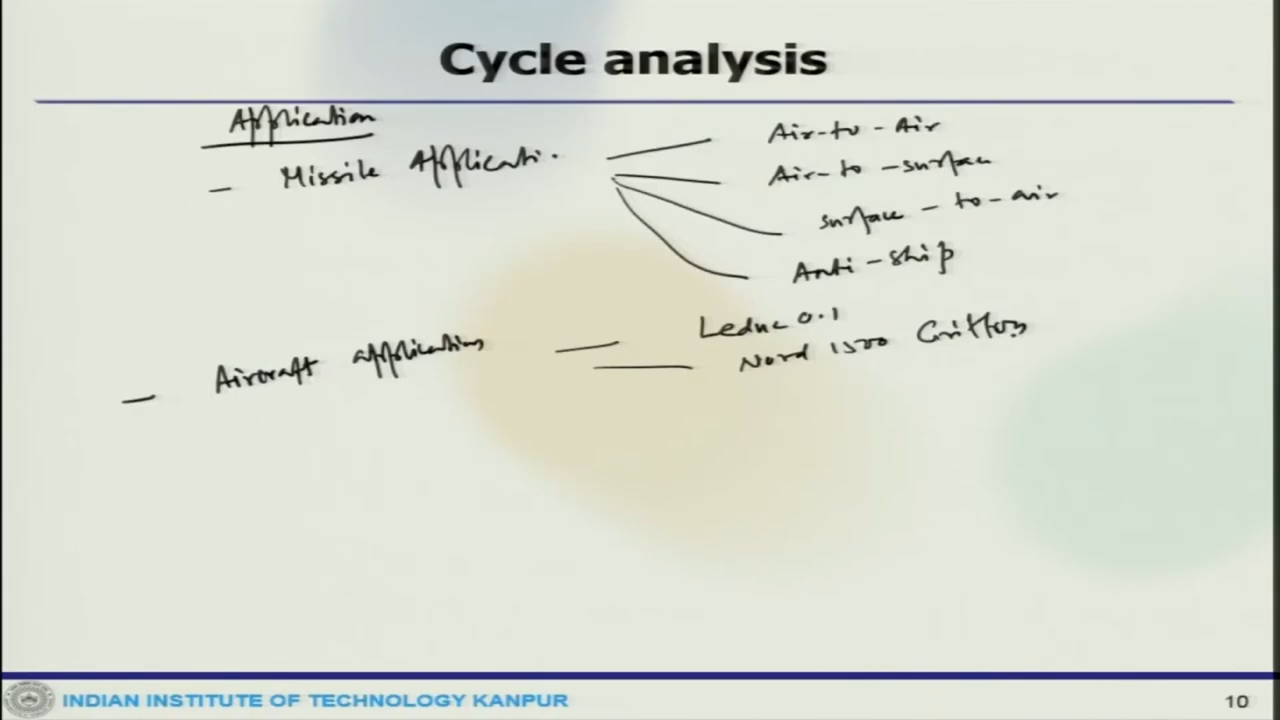 Cycle analysis
Application
- Missile Applicati.
Air-to-Air
Air-to-surface
surface-to-air
Anti-ship
- Aircraft applications
Leduc 0.1
Nord 1500 Griffon
INDIAN INSTITUTE OF TECHNOLOGY KANPUR
10